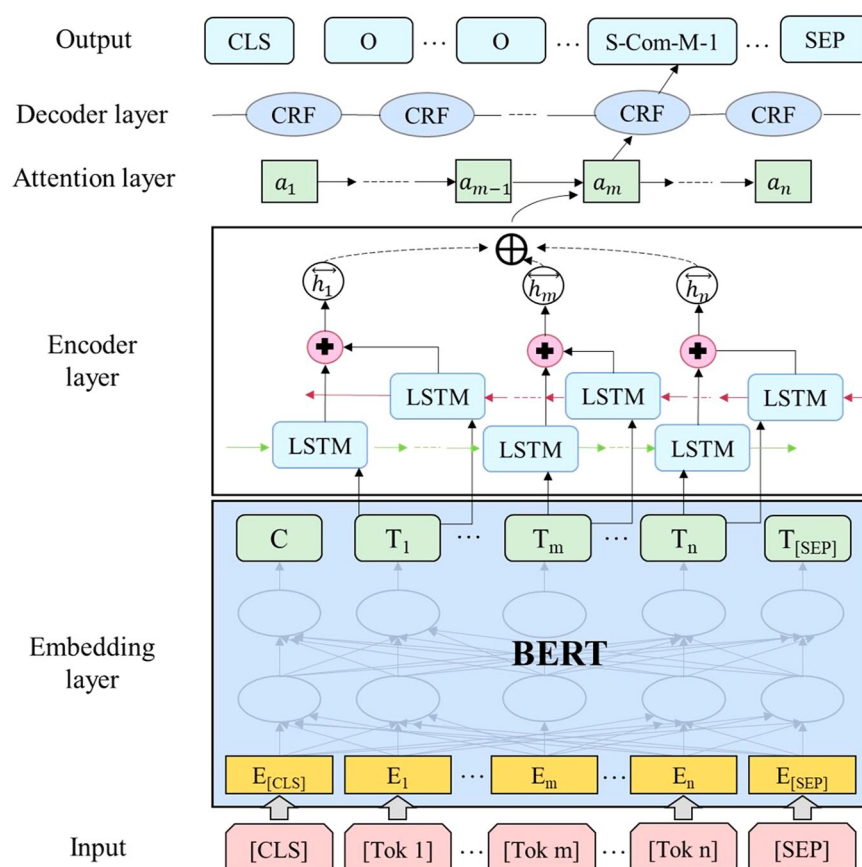 Output CLS O ... O ... S-Com-M-1 ... SEP
Decoder layer CRF CRF CRF CRF
Attention layer a₁ aₘ₋₁ aₘ aₙ
h₁ hₘ hₙ
Encoder layer
LSTM LSTM LSTM
LSTM LSTM LSTM
C T₁ ... Tₘ ... Tₙ T[SEP]
Embedding layer
BERT
E[CLS] E₁ ... Eₘ ... Eₙ E[SEP]
Input [CLS] [Tok 1] ... [Tok m] ... [Tok n] [SEP]